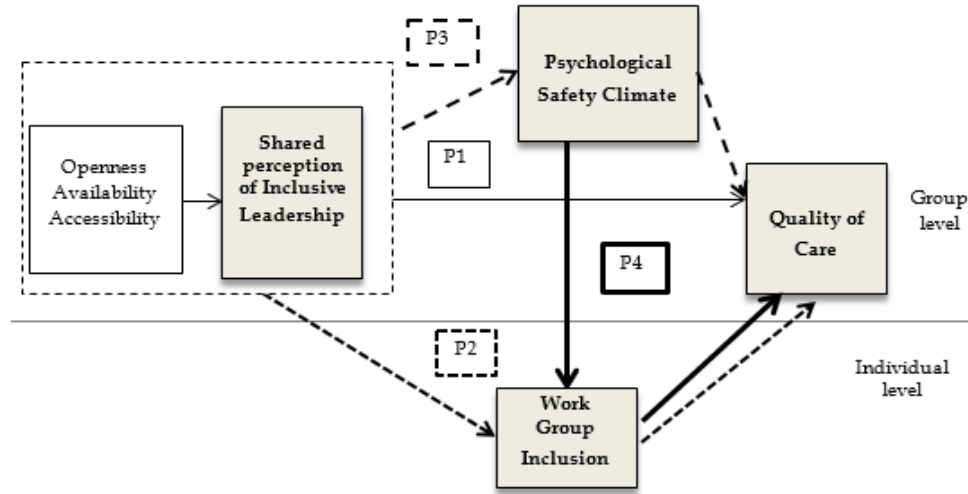 P3
Psychological
Safety Climate
Openness
Availability
Accessibility
Shared
perception
of Inclusive
Leadership
P1
Quality of
Care
Group
level
P4
P2
Individual
level
Work
Group
Inclusion